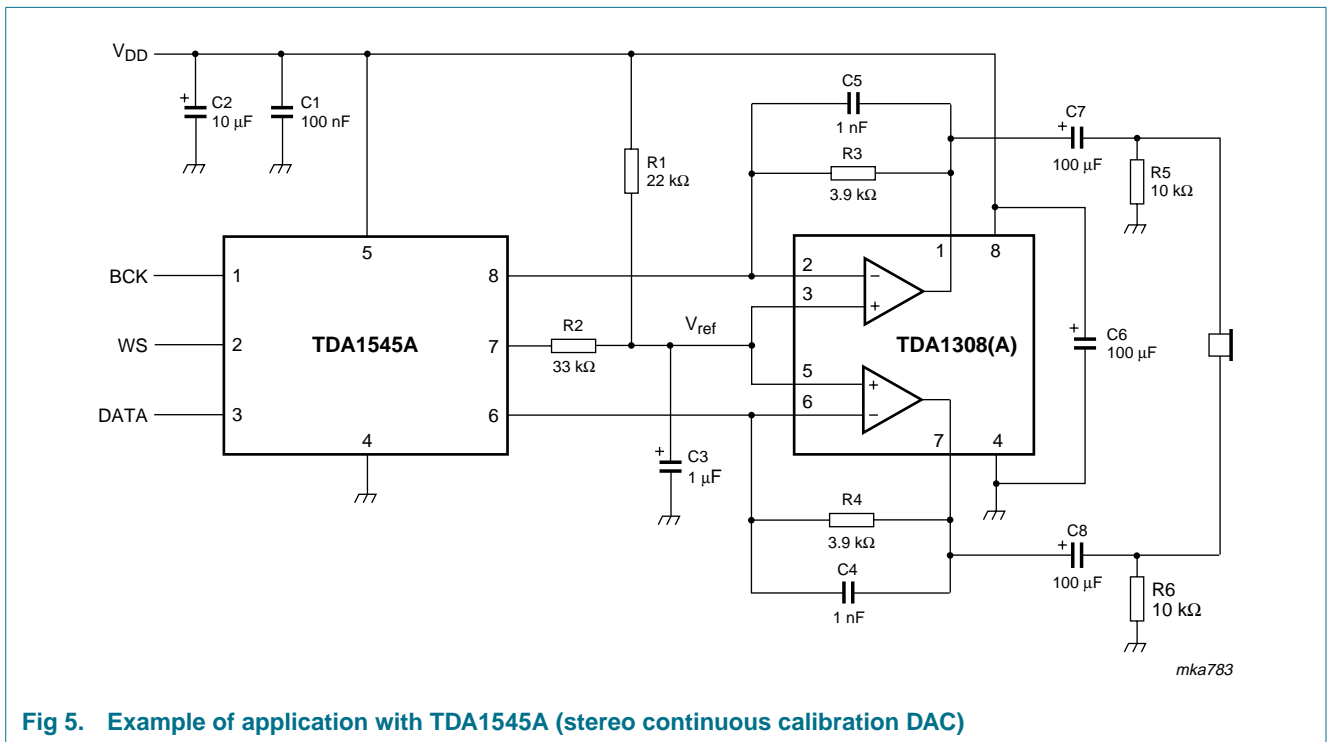 V_DD
C2
10 μF
C1
100 nF
R1
22 kΩ
C5
1 nF
R3
3.9 kΩ
C7
100 μF
R5
10 kΩ
BCK
WS
DATA
1
2
3
5
8
7
6
4
TDA1545A
R2
33 kΩ
V_ref
C3
1 μF
1
8
2
3
5
6
7
4
TDA1308(A)
C6
100 μF
R4
3.9 kΩ
C4
1 nF
C8
100 μF
R6
10 kΩ
mka783
Fig 5. Example of application with TDA1545A (stereo continuous calibration DAC)